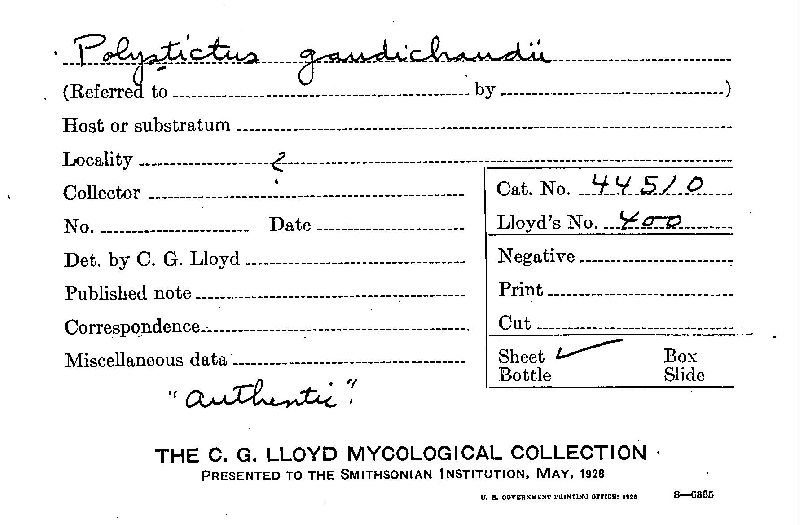 Polystictus gaudichaudii
(Referred to by )
Host or substratum
Locality ?
Collector
Cat. No. 44510
No. Date
Lloyd's No. 400
Det. by C. G. Lloyd
Negative
Published note
Print
Correspondence
Cut
Miscellaneous data
Sheet ✓ Box
Bottle Slide
"authentic".
THE C. G. LLOYD MYCOLOGICAL COLLECTION
PRESENTED TO THE SMITHSONIAN INSTITUTION, MAY, 1928
U. S. GOVERNMENT PRINTING OFFICE: 1928